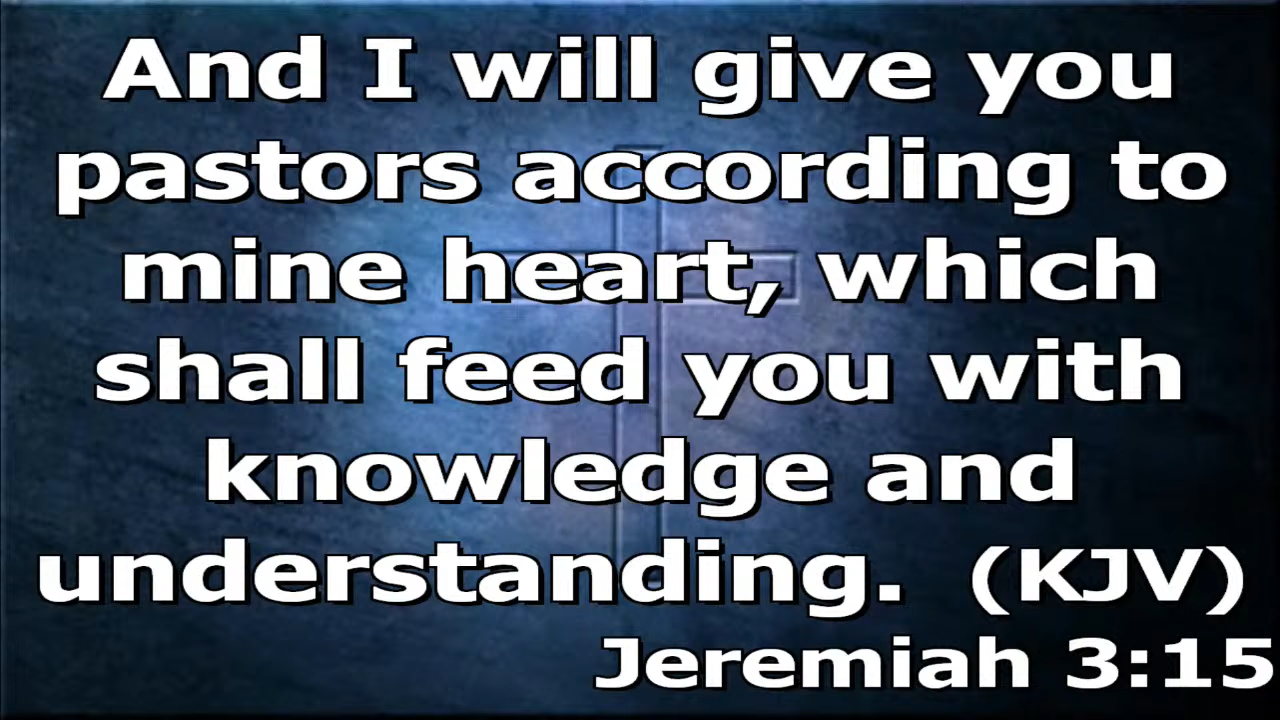 And I will give you
pastors according to
mine heart, which
shall feed you with
knowledge and
understanding. (KJV)
Jeremiah 3:15